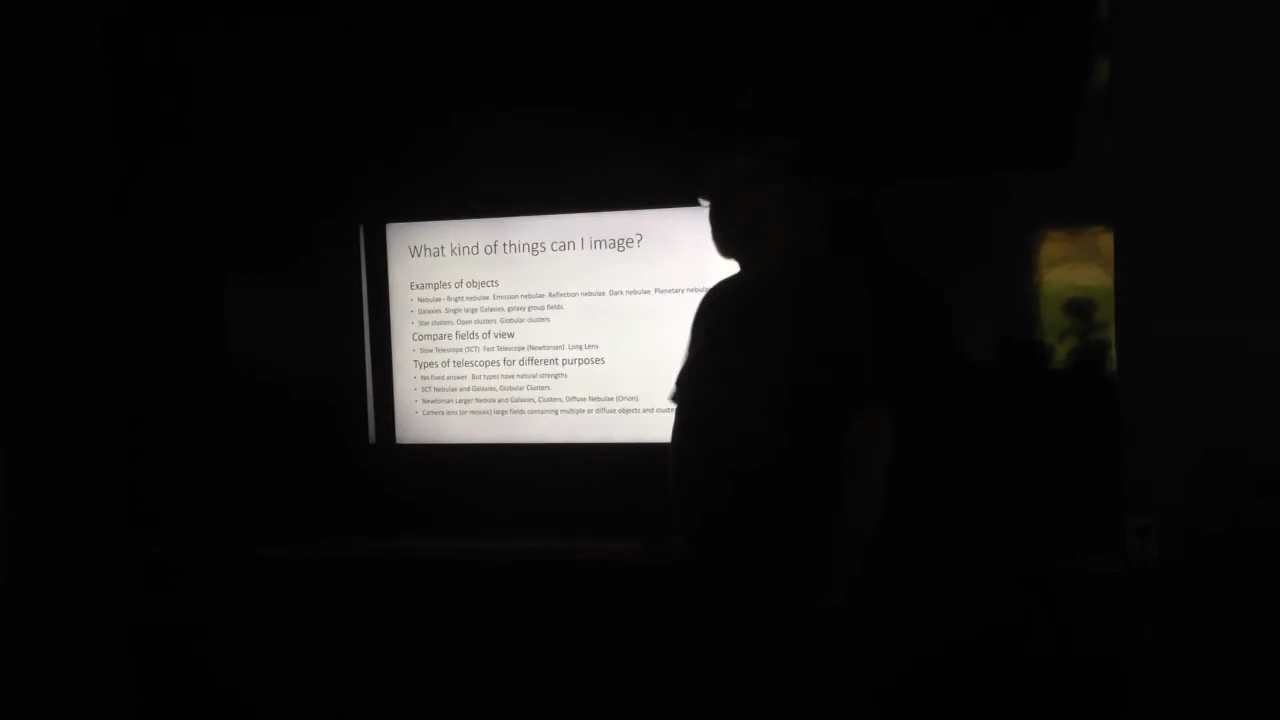 What kind of things can I image?
Examples of objects
• Nebulae - Bright nebulae. Emission nebulae. Reflection nebulae. Dark nebulae. Planetary nebulae
• Galaxies. Single large Galaxies, galaxy group fields.
• Star clusters. Open clusters. Globular clusters
Compare fields of view
• Slow Telescope (SCT). Fast Telescope (Newtonian). Long Lens.
Types of telescopes for different purposes
• No fixed answer. But types have natural strengths
• SCT Nebulae and Galaxies, Globular Clusters.
• Newtonian Larger Nebula and Galaxies, Clusters, Diffuse Nebulae (Orion).
• Camera lens (or mosaic) large fields containing multiple or diffuse objects and cluste